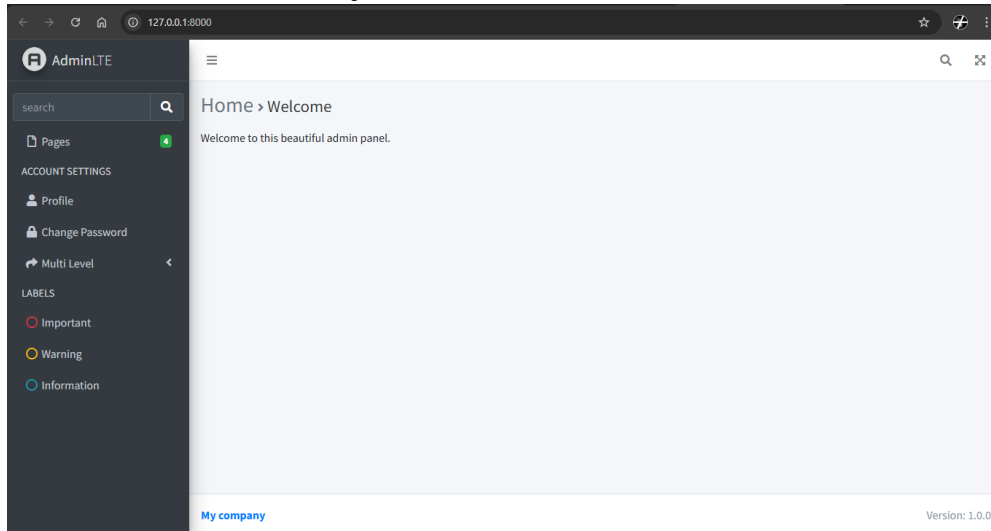 127.0.0.1:8000
AdminLTE
search
Pages 4
ACCOUNT SETTINGS
Profile
Change Password
Multi Level
LABELS
Important
Warning
Information
Home > Welcome
Welcome to this beautiful admin panel.
My company
Version: 1.0.0